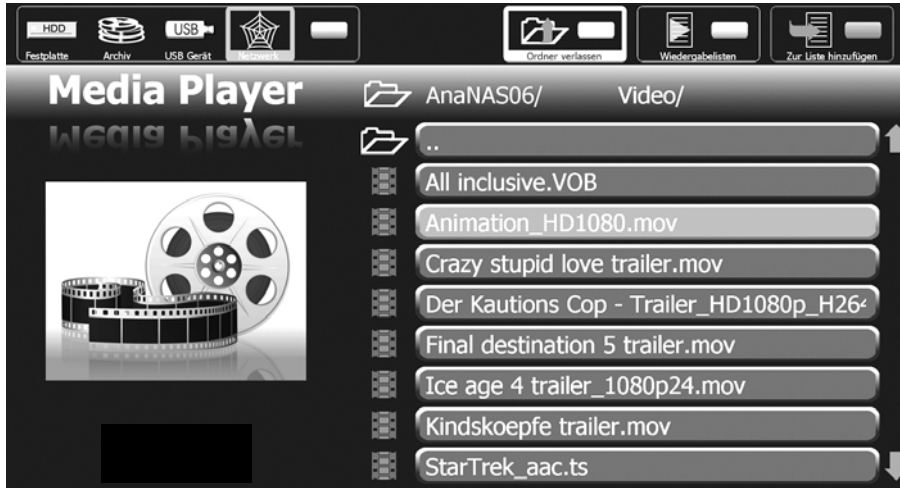 HDD
USB
Festplatte Archiv USB Gerät Netzwerk Ordner verlassen Wiedergabelisten Zur Liste hinzufügen
Media Player
AnaNAS06/ Video/
..
All inclusive.VOB
Animation_HD1080.mov
Crazy stupid love trailer.mov
Der Kautions Cop - Trailer_HD1080p_H264
Final destination 5 trailer.mov
Ice age 4 trailer_1080p24.mov
Kindskoepfe trailer.mov
StarTrek_aac.ts